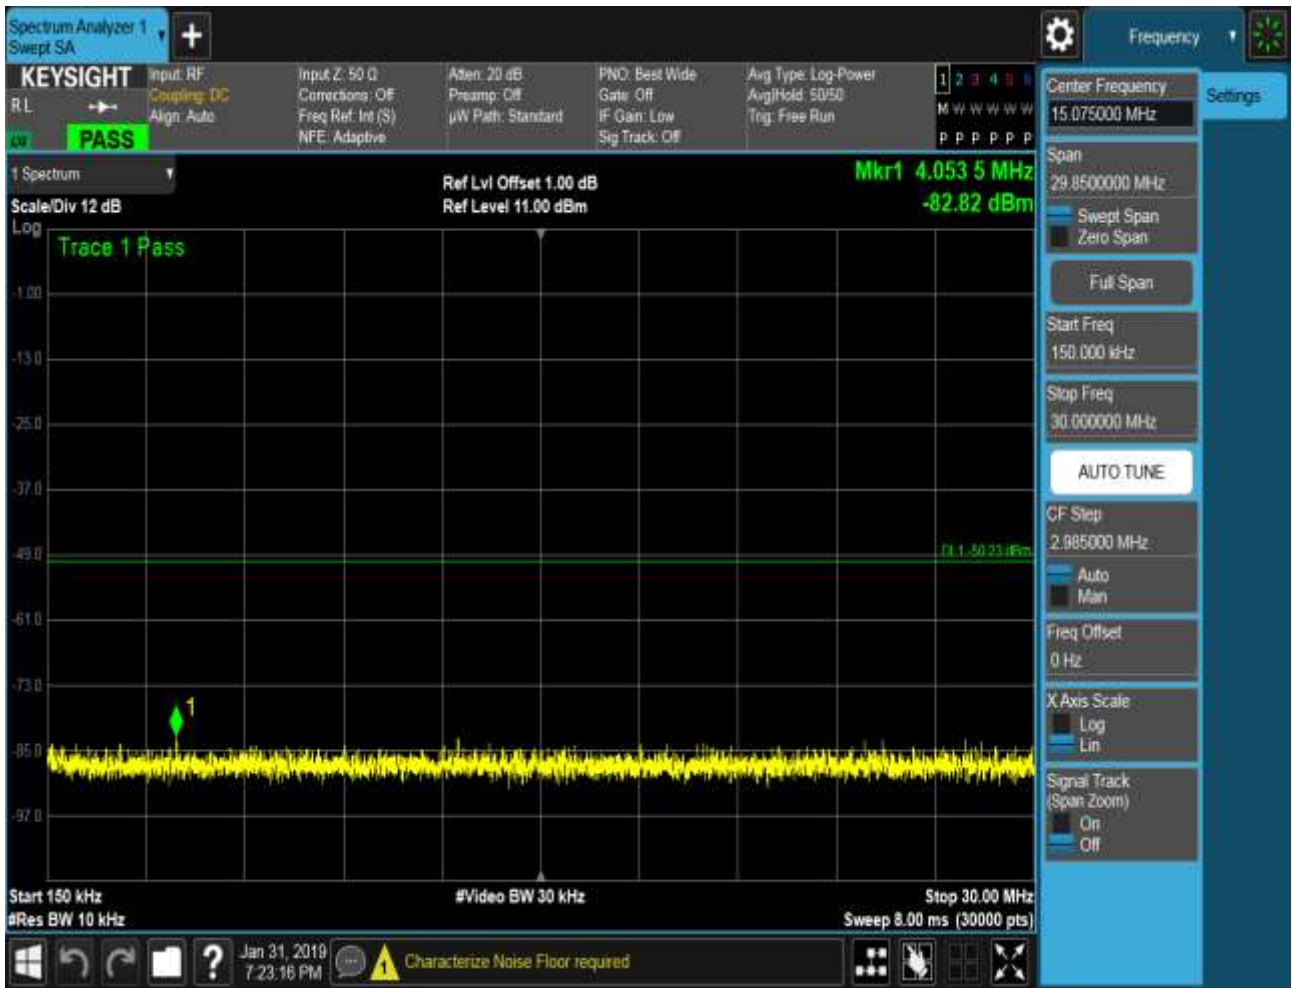 Spectrum Analyzer 1
Swept SA
+
Frequency
KEYSIGHT
RL
PASS
Input: RF
Coupling: DC
Align: Auto
Input Z: 50 Ω
Corrections: Off
Freq Ref: Int (S)
NFE: Adaptive
Atten: 20 dB
Preamp: Off
µW Path: Standard
PNO: Best Wide
Gate: Off
IF Gain: Low
Sig Track: Off
Avg Type: Log-Power
Avg|Hold: 50/50
Trig: Free Run
1 2 3 4 5 6
M W W W W W
P P P P P P
1 Spectrum
Scale/Div 12 dB
Ref Lvl Offset 1.00 dB
Ref Level 11.00 dBm
Mkr1 4.053 5 MHz
-82.82 dBm
Log
Trace 1 Pass
-1.00
-13.0
-25.0
-37.0
-49.0
DL1 -50.23 dBm
-61.0
-73.0
1
-85.0
-97.0
Start 150 kHz
#Video BW 30 kHz
Stop 30.00 MHz
#Res BW 10 kHz
Sweep 8.00 ms (30000 pts)
?
Jan 31, 2019
7:23:16 PM
1
Characterize Noise Floor required
Center Frequency
15.075000 MHz
Settings
Span
29.8500000 MHz
Swept Span
Zero Span
Full Span
Start Freq
150.000 kHz
Stop Freq
30.000000 MHz
AUTO TUNE
CF Step
2.985000 MHz
Auto
Man
Freq Offset
0 Hz
X Axis Scale
Log
Lin
Signal Track
(Span Zoom)
On
Off